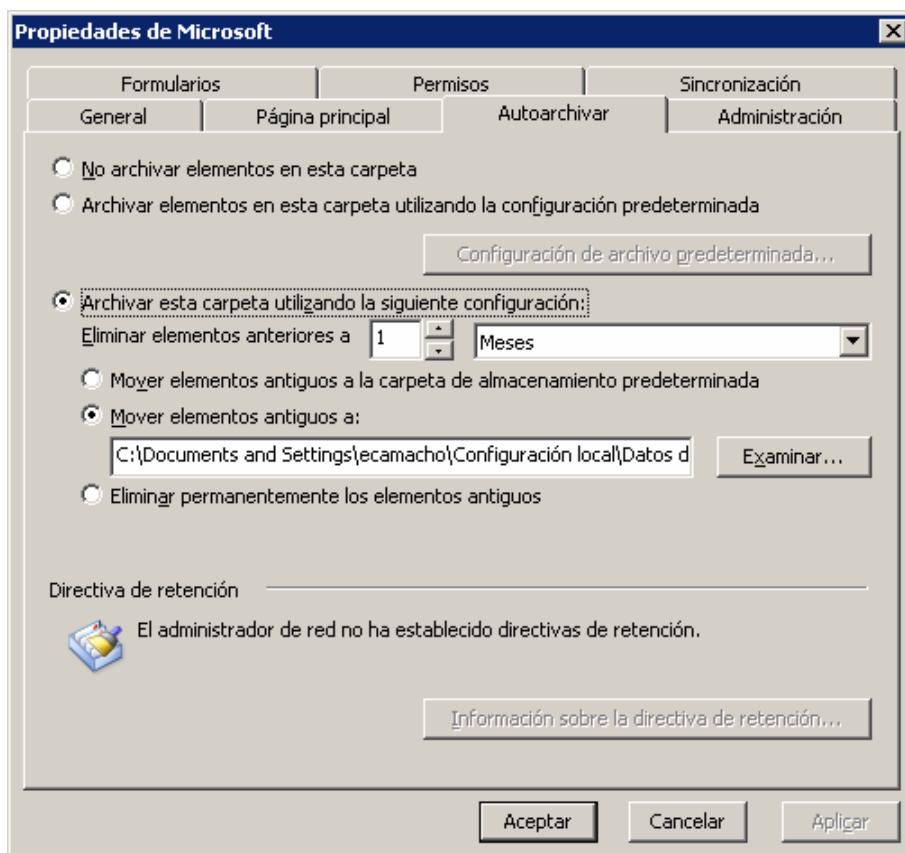 Propiedades de Microsoft
Formularios Permisos Sincronización
General Página principal Autoarchivar Administración
No archivar elementos en esta carpeta
Archivar elementos en esta carpeta utilizando la configuración predeterminada
Configuración de archivo predeterminada...
Archivar esta carpeta utilizando la siguiente configuración:
Eliminar elementos anteriores a 1 Meses
Mover elementos antiguos a la carpeta de almacenamiento predeterminada
Mover elementos antiguos a:
C:\Documents and Settings\ecamacho\Configuración local\Datos d Examinar...
Eliminar permanentemente los elementos antiguos
Directiva de retención
El administrador de red no ha establecido directivas de retención.
Información sobre la directiva de retención...
Aceptar Cancelar Aplicar